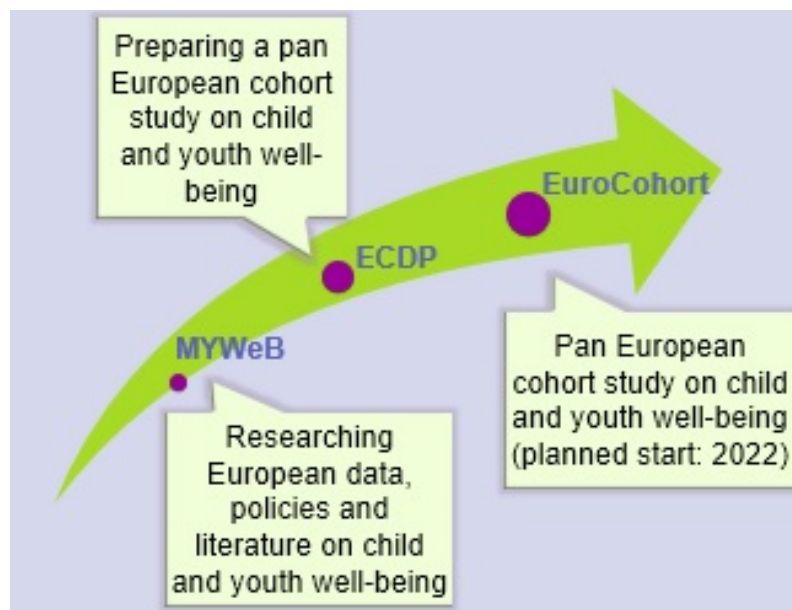 Preparing a pan
European cohort
study on child
and youth well-
being
EuroCohort
ECDP
MYWeB
Pan European
cohort study on child
and youth well-being
(planned start: 2022)
Researching
European data,
policies and
literature on child
and youth well-being